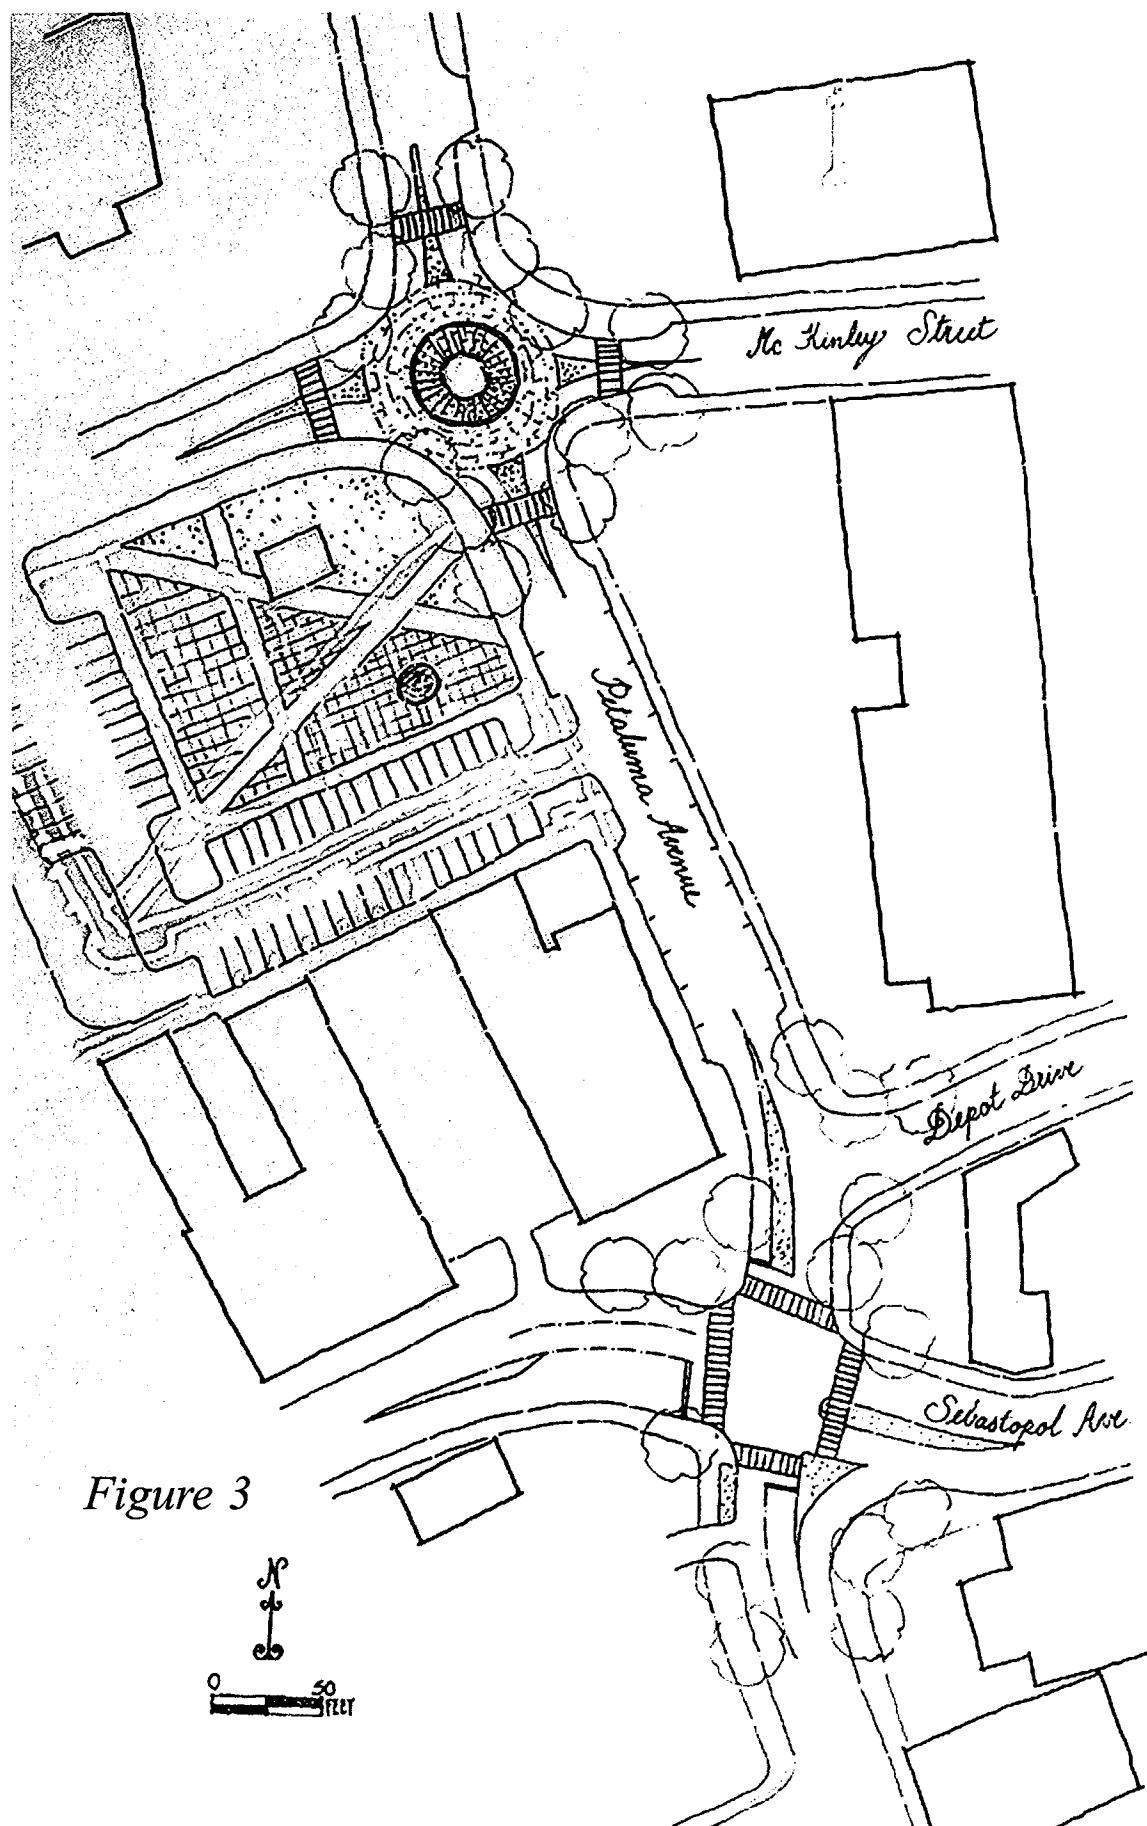 Mc Kinley Street
Petaluma Avenue
Depot Drive
Sebastopol Ave
Figure 3
N
0 50
FEET